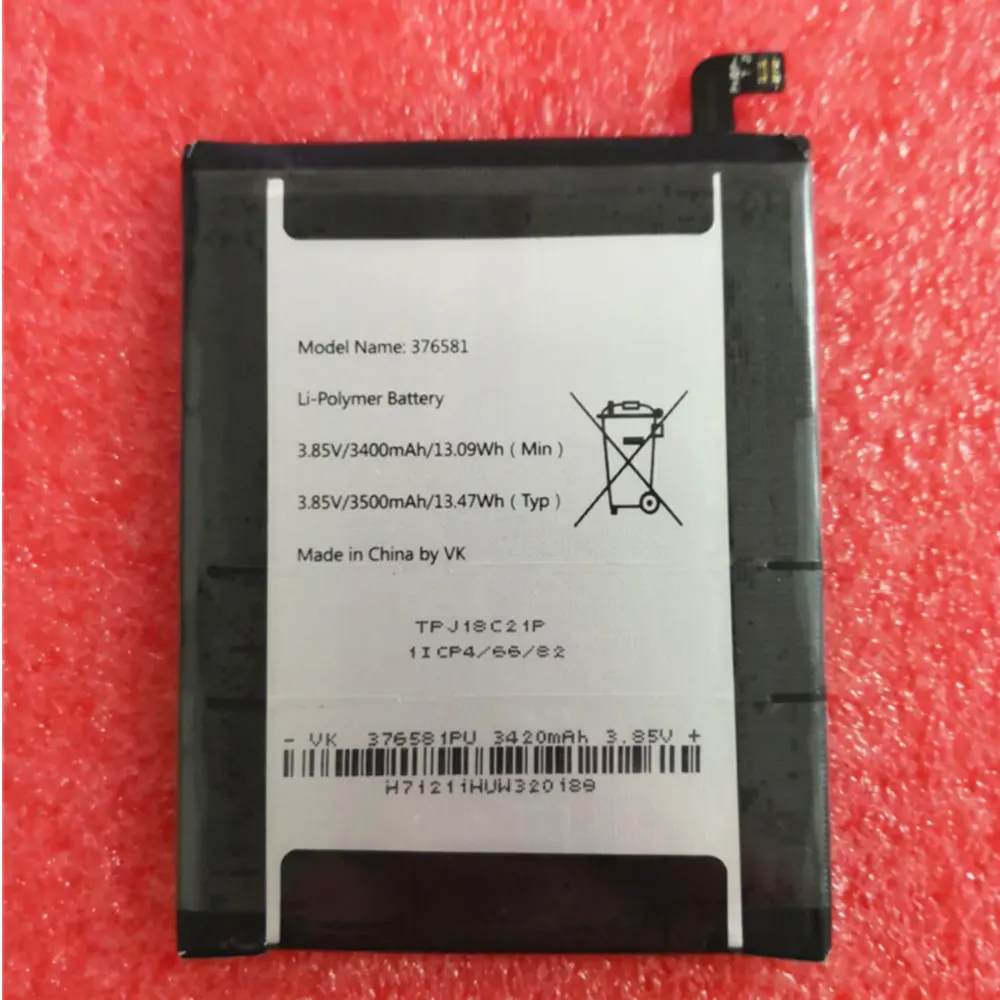 Model Name: 376581
Li-Polymer Battery
3.85V/3400mAh/13.09Wh ( Min )
3.85V/3500mAh/13.47Wh ( Typ )
Made in China by VK
TPJ18C21P
1ICP4/66/82
- VK 376581PU 3420mAh 3.85V +
H71211HUW320189